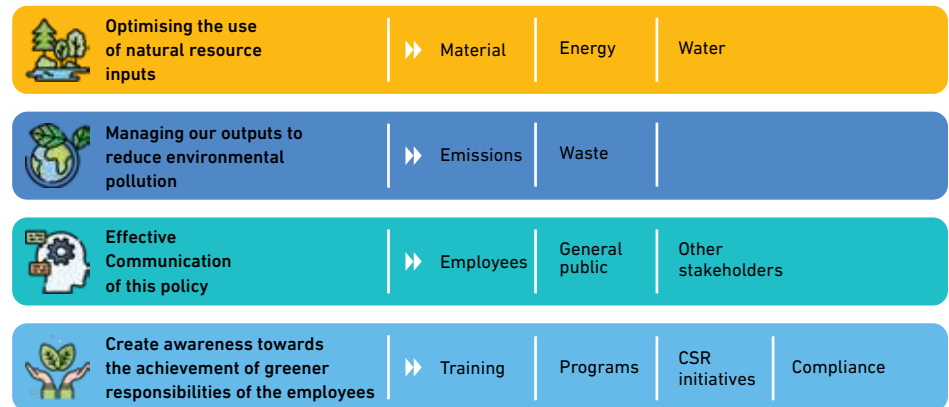 Optimising the use
of natural resource
inputs
Material
Energy
Water
Managing our outputs to
reduce environmental
pollution
Emissions
Waste
Effective
Communication
of this policy
Employees
General
public
Other
stakeholders
Create awareness towards
the achievement of greener
responsibilities of the employees
Training
Programs
CSR
initiatives
Compliance